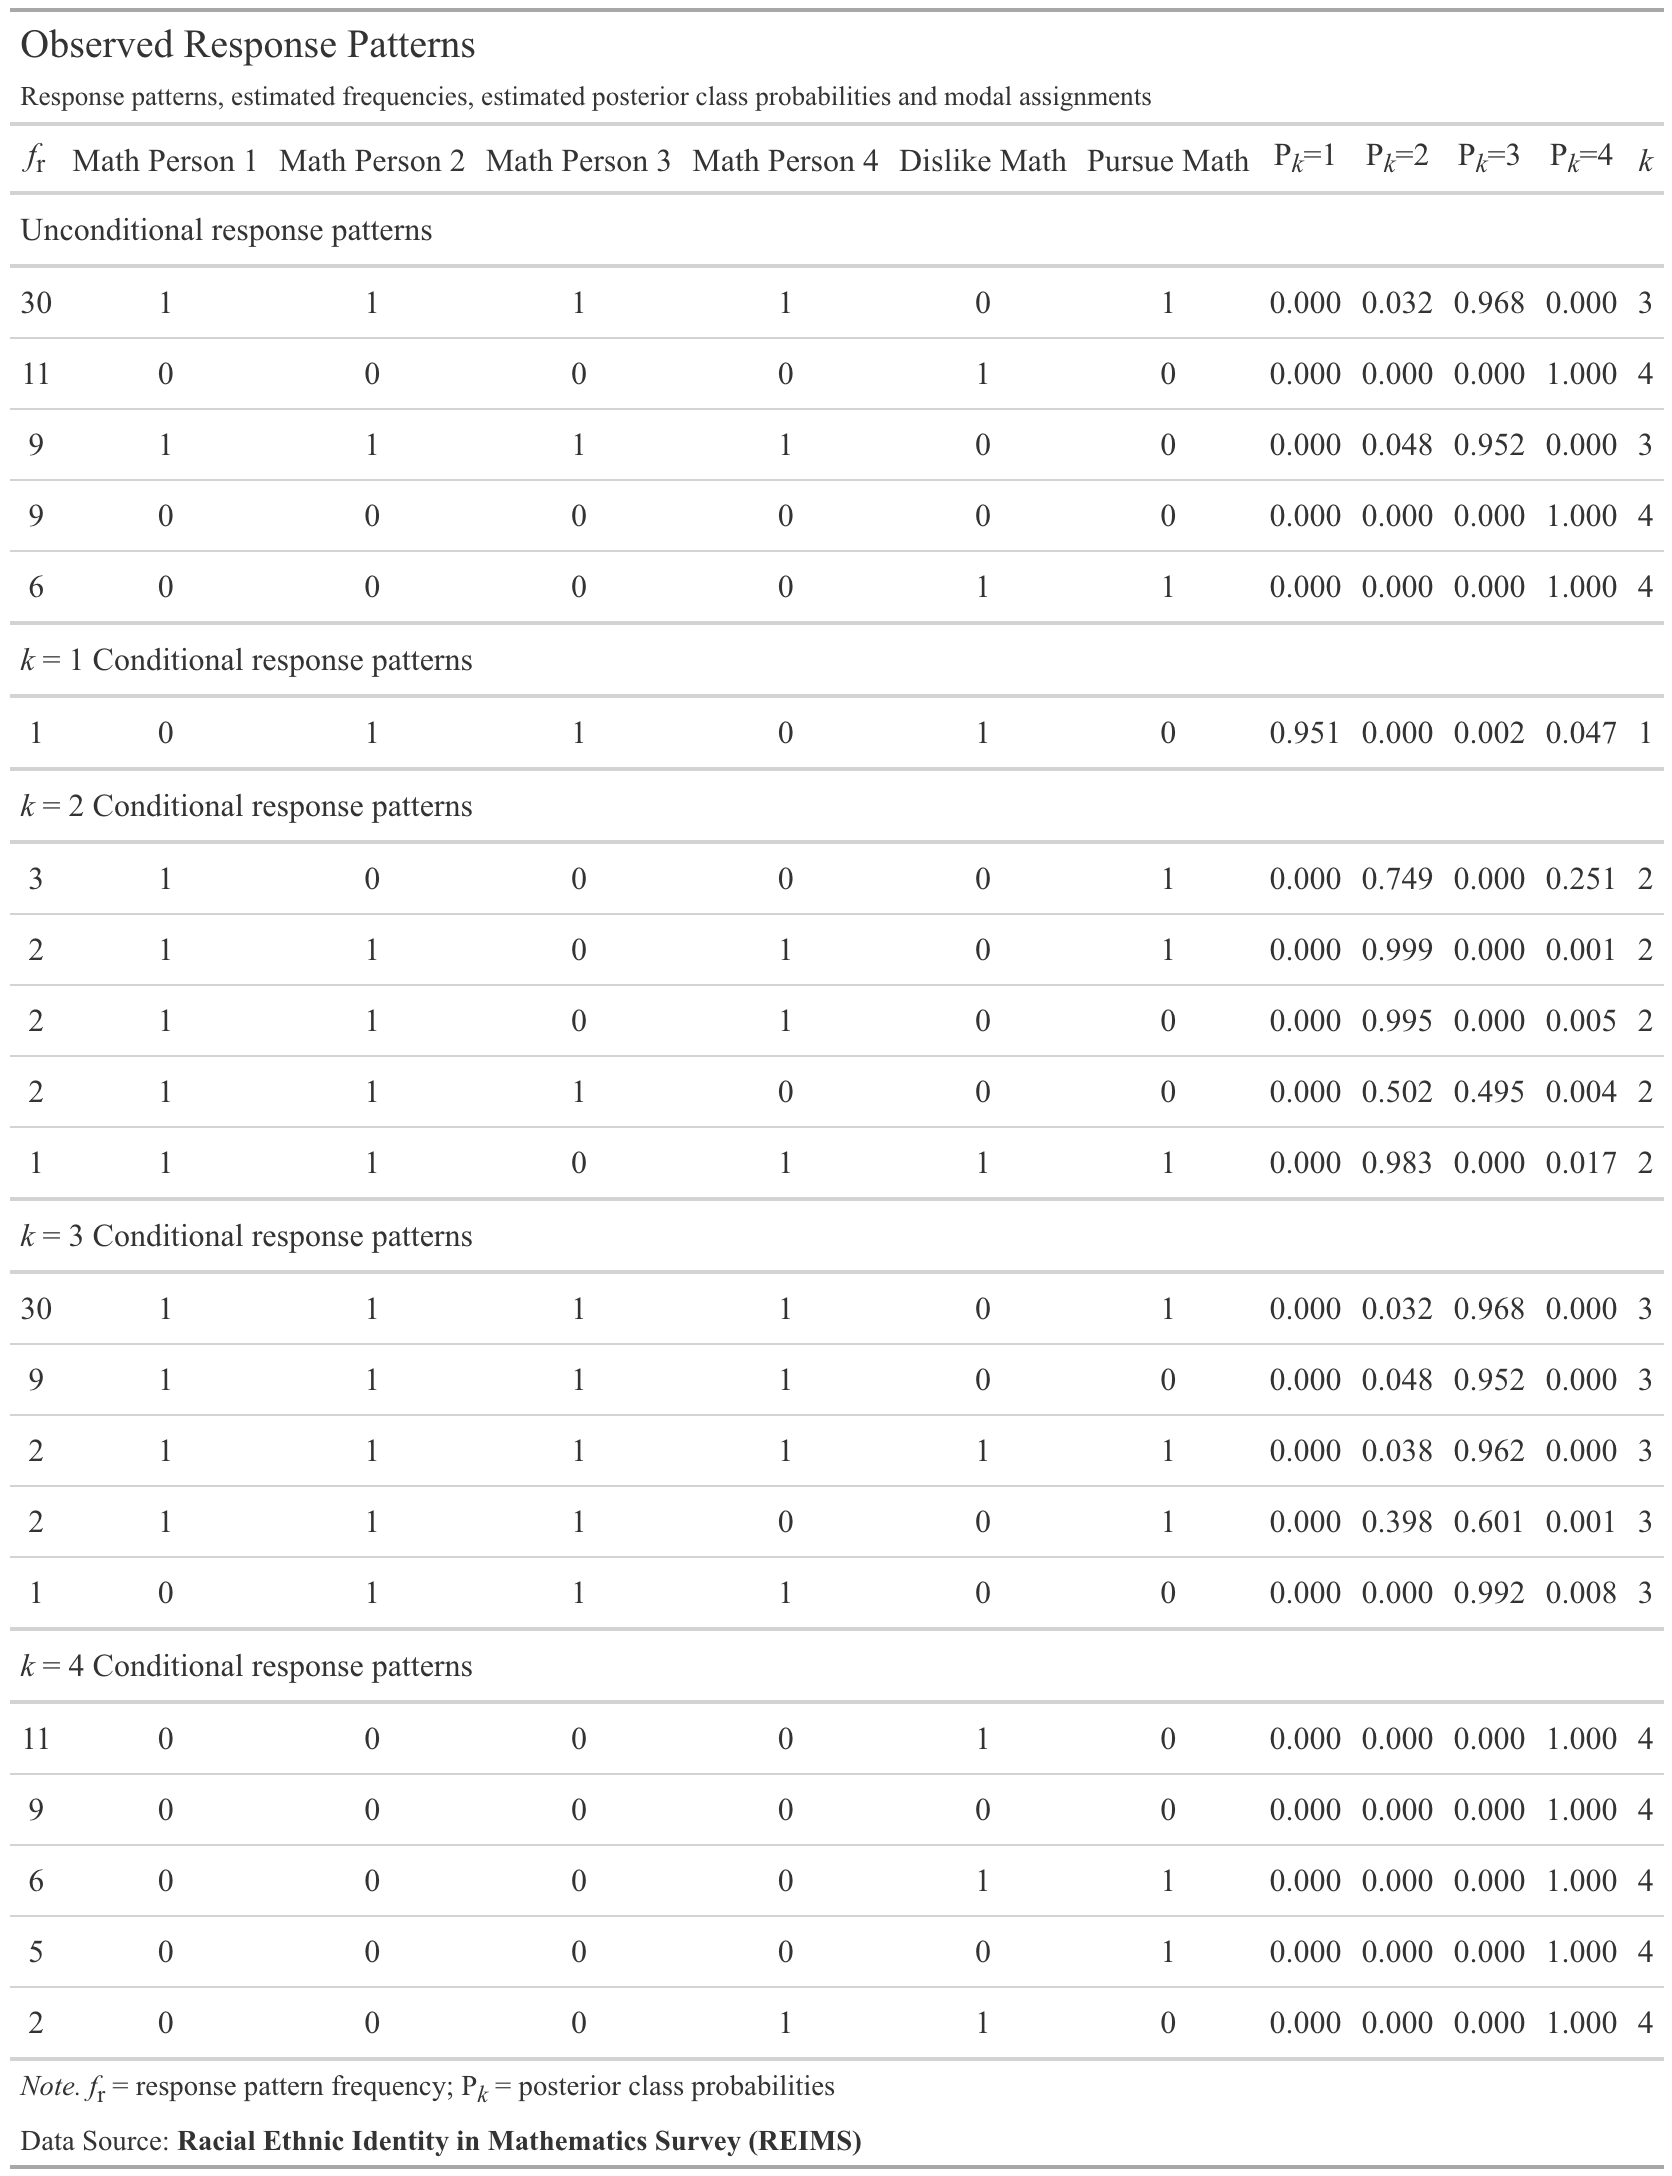 Observed Response Patterns
Response patterns, estimated frequencies, estimated posterior class probabilities and modal assignments
fr Math Person 1 Math Person 2 Math Person 3 Math Person 4 Dislike Math Pursue Math Pk=1 Pk=2 Pk=3 Pk=4 k
Unconditional response patterns
30 1 1 1 1 0 1 0.000 0.032 0.968 0.000 3
11 0 0 0 0 1 0 0.000 0.000 0.000 1.000 4
9 1 1 1 1 0 0 0.000 0.048 0.952 0.000 3
9 0 0 0 0 0 0 0.000 0.000 0.000 1.000 4
6 0 0 0 0 1 1 0.000 0.000 0.000 1.000 4
k = 1 Conditional response patterns
1 0 1 1 0 1 0 0.951 0.000 0.002 0.047 1
k = 2 Conditional response patterns
3 1 0 0 0 0 1 0.000 0.749 0.000 0.251 2
2 1 1 0 1 0 1 0.000 0.999 0.000 0.001 2
2 1 1 0 1 0 0 0.000 0.995 0.000 0.005 2
2 1 1 1 0 0 0 0.000 0.502 0.495 0.004 2
1 1 1 0 1 1 1 0.000 0.983 0.000 0.017 2
k = 3 Conditional response patterns
30 1 1 1 1 0 1 0.000 0.032 0.968 0.000 3
9 1 1 1 1 0 0 0.000 0.048 0.952 0.000 3
2 1 1 1 1 1 1 0.000 0.038 0.962 0.000 3
2 1 1 1 0 0 1 0.000 0.398 0.601 0.001 3
1 0 1 1 1 0 0 0.000 0.000 0.992 0.008 3
k = 4 Conditional response patterns
11 0 0 0 0 1 0 0.000 0.000 0.000 1.000 4
9 0 0 0 0 0 0 0.000 0.000 0.000 1.000 4
6 0 0 0 0 1 1 0.000 0.000 0.000 1.000 4
5 0 0 0 0 0 1 0.000 0.000 0.000 1.000 4
2 0 0 0 1 1 0 0.000 0.000 0.000 1.000 4
Note. fr = response pattern frequency; Pk = posterior class probabilities
Data Source: Racial Ethnic Identity in Mathematics Survey (REIMS)